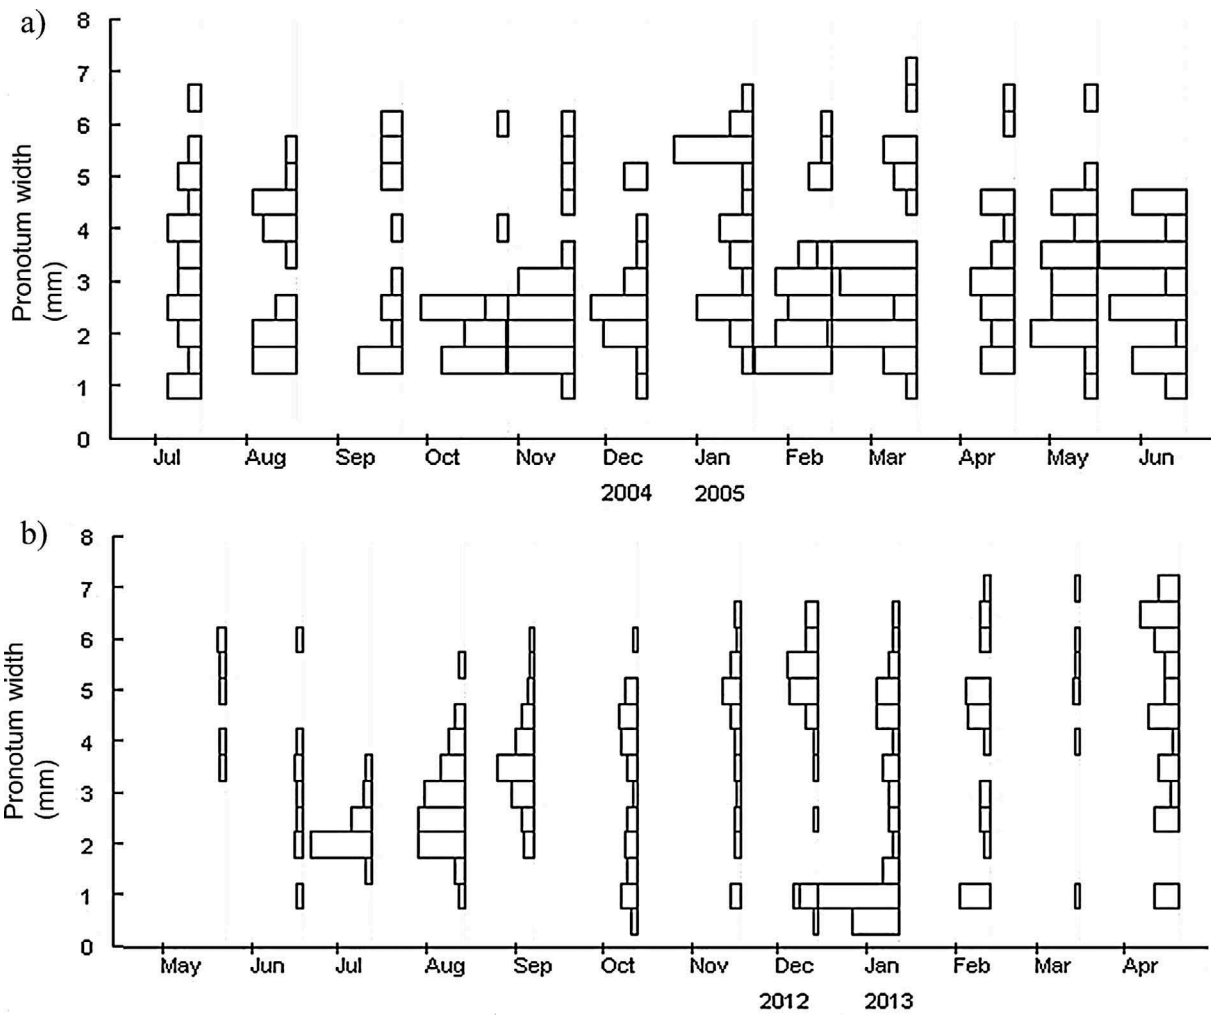 a)
8
7
6
5
4
3
2
1
0
Pronotum width
(mm)
Jul Aug Sep Oct Nov Dec Jan Feb Mar Apr May Jun
2004 2005
b)
8
7
6
5
4
3
2
1
0
Pronotum width
(mm)
May Jun Jul Aug Sep Oct Nov Dec Jan Feb Mar Apr
2012 2013